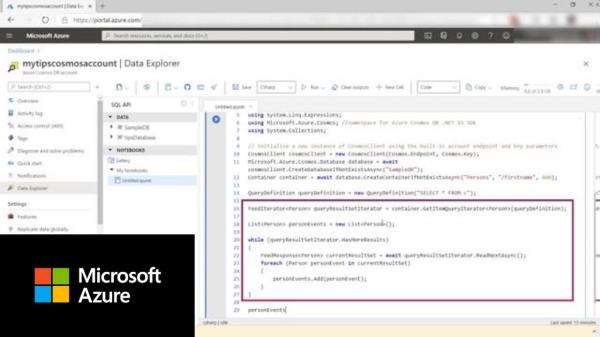 mytipscosmosaccount | Data Ex
https://portal.azure.com/
Microsoft Azure
Search resources, services, and docs (G+/)
Dashboard >
mytipscosmosaccount | Data Explorer
Azure Cosmos DB account
Search (Ctrl+/)
Save
CSharp
Run
Clear outputs
New Cell
Code
Copy
Memory
Overview
Activity log
Access control (IAM)
Tags
Diagnose and solve problems
Quick start
Notifications
Data Explorer
Settings
Features
SQL API
DATA
SampleDB
SysDatabase
NOTEBOOKS
Gallery
My Notebooks
Untitled.ipynb
Untitled.ipynb
using System.Linq.Expressions;
using Microsoft.Azure.Cosmos; //namespace for Azure Cosmos DB .NET V3 SDK
using System.Collections;
// Initialize a new instance of CosmosClient using the built-in account endpoint and key parameters
CosmosClient cosmosClient = new CosmosClient(Cosmos.Endpoint, Cosmos.Key);
Microsoft.Azure.Cosmos.Database database = await
cosmosClient.CreateDatabaseIfNotExistsAsync("SampleDB");
Container container = await database.CreateContainerIfNotExistsAsync("Persons", "/firstname", 400);
QueryDefinition queryDefinition = new QueryDefinition("SELECT * FROM c");
FeedIterator<Person> queryResultSetIterator = container.GetItemQueryIterator<Person>(queryDefinition);
List<Person> personEvents = new List<Person>();
while (queryResultSetIterator.HasMoreResults)
{
FeedResponse<Person> currentResultSet = await queryResultSetIterator.ReadNextAsync();
foreach (Person personEvent in currentResultSet)
{
personEvents.Add(personEvent);
}
}
personEvents
csharp | Idle
Last saved 15 minutes
Microsoft
Azure